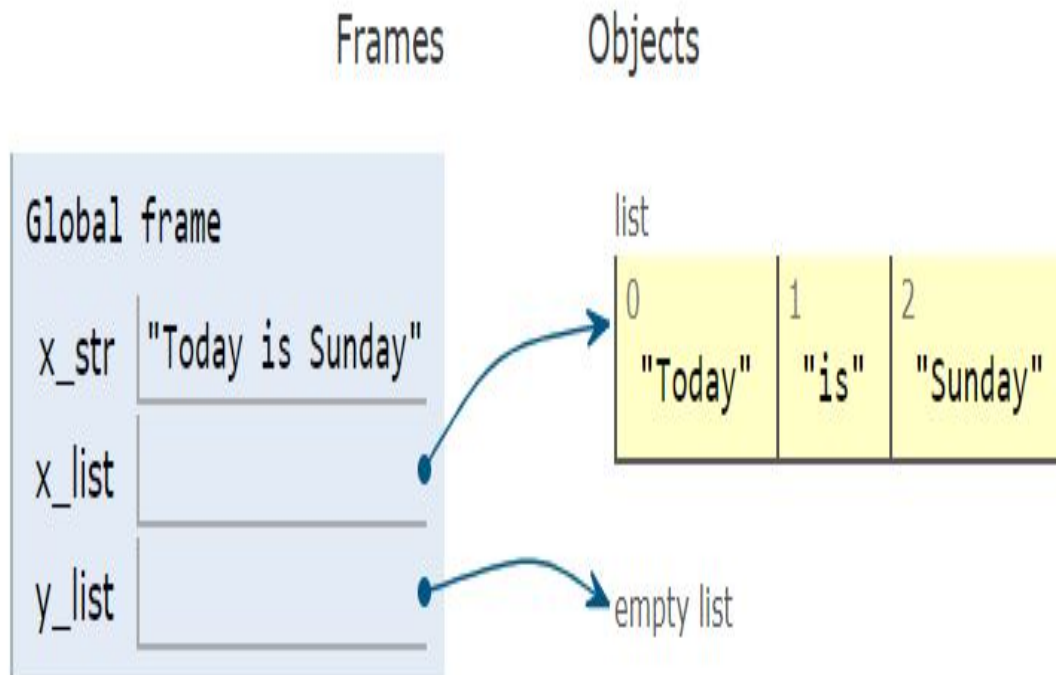 Frames Objects
Global frame
x_str "Today is Sunday"
x_list
y_list
list
0 1 2
"Today" "is" "Sunday"
empty list